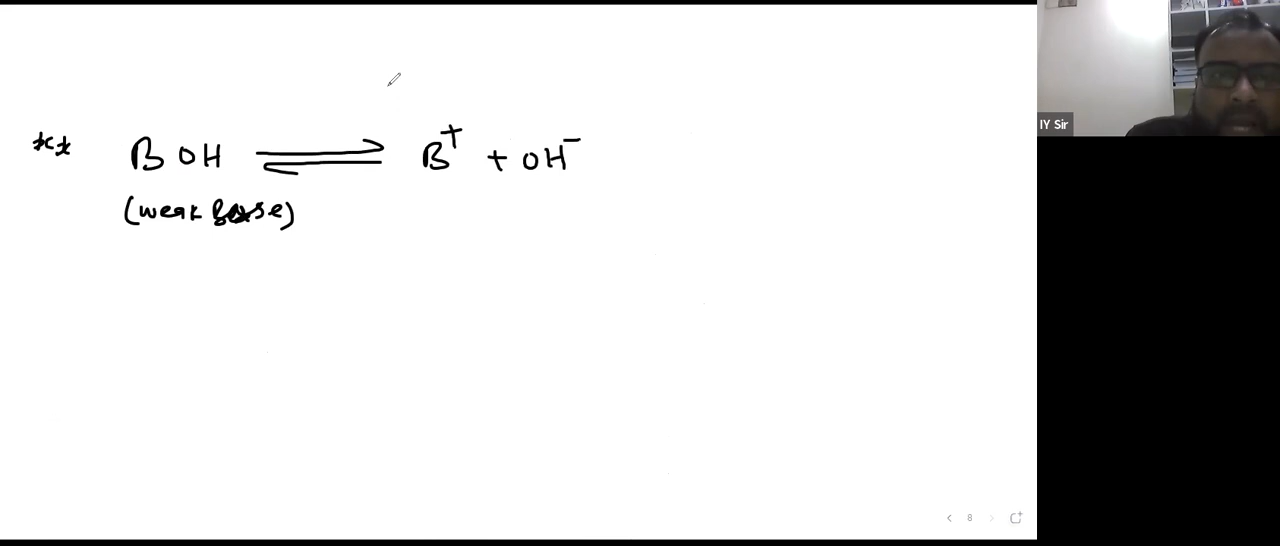 ** BOH ⇌ B⁺ + OH⁻
(weak base)
IY Sir
8